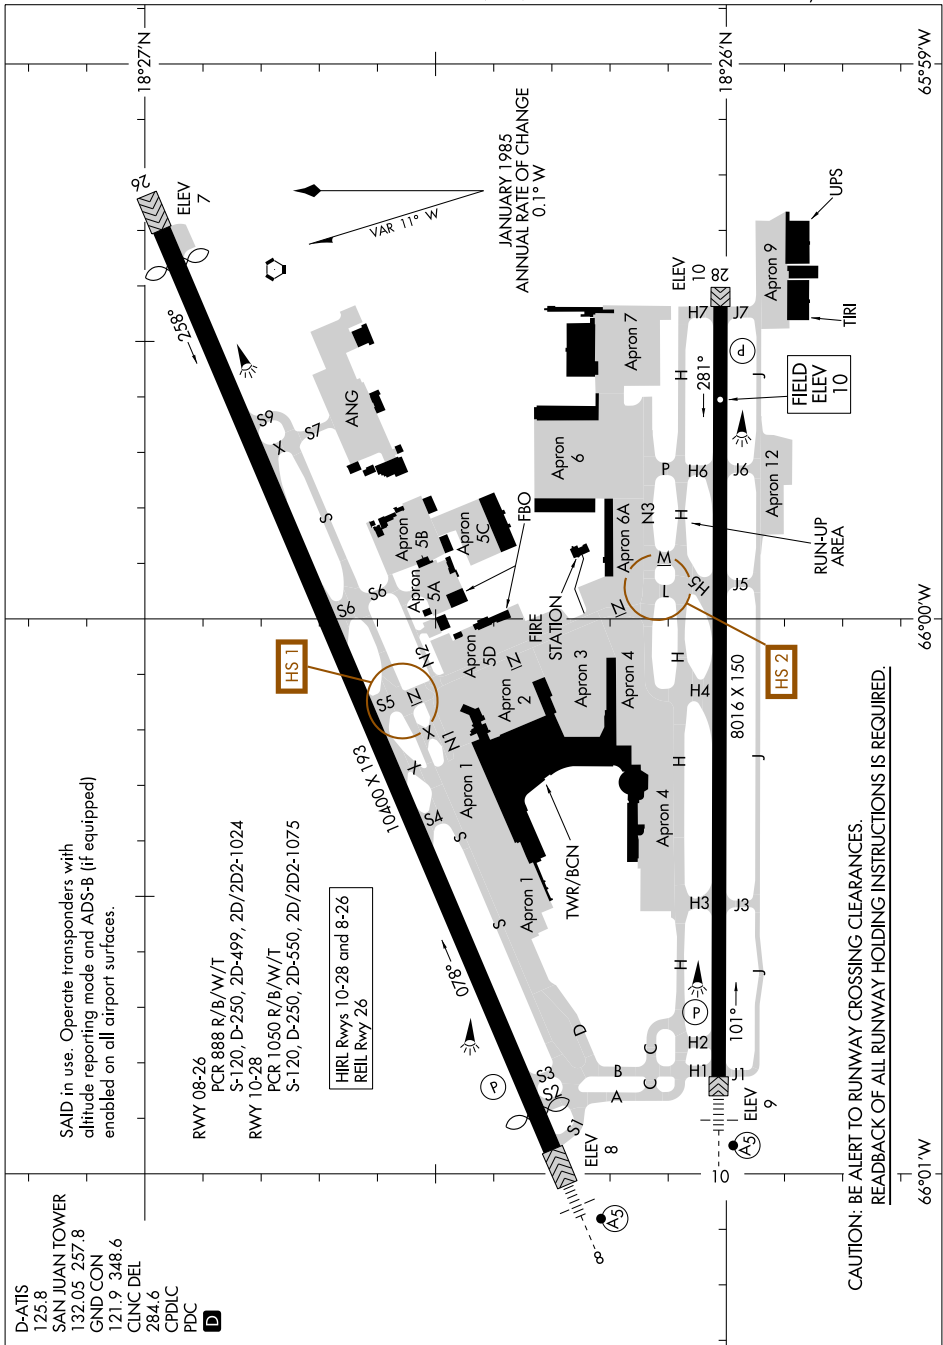 D-ATIS
125.8
SAN JUAN TOWER
132.05 257.8
GND CON
121.9 348.6
CLNC DEL
284.6
CPDLC
PDC
D
SAID in use. Operate transponders with
altitude reporting mode and ADS-B (if equipped)
enabled on all airport surfaces.
RWY 08-26
PCR 888 R/B/W/T
S-120, D-250, 2D-499, 2D/2D2-1024
RWY 10-28
PCR 1050 R/B/W/T
S-120, D-250, 2D-550, 2D/2D2-1075
HIRL Rwys 10-28 and 8-26
REIL Rwy 26
18°27'N
18°26'N
65°59'W
66°00'W
66°01'W
JANUARY 1985
ANNUAL RATE OF CHANGE
0.1° W
VAR 11° W
26
ELEV
7
258°
10400 X 193
078°
8
ELEV
8
A5
P
S1
S2
S3
S4
S5
S6
S6
S7
S9
S
S
S
X
X
X
HS 1
N1
N2
N
N
N
N3
ANG
Apron
5B
Apron
5C
Apron
5A
Apron
5D
FBO
FIRE
STATION
Apron
2
Apron 3
Apron 4
Apron 4
Apron 1
Apron 1
TWR/BCN
Apron
6
Apron 6A
Apron 7
Apron 9
Apron 12
UPS
TIRI
A
B
C
C
D
L
M
P
H
H
H
H
H
H1
H2
H3
H4
H5
H6
H7
J
J
J
J1
J3
J5
J6
J7
HS 2
RUN-UP
AREA
FIELD
ELEV
10
ELEV
10
28
281°
8016 X 150
101°
10
ELEV
9
A5
P
P
CAUTION: BE ALERT TO RUNWAY CROSSING CLEARANCES.
READBACK OF ALL RUNWAY HOLDING INSTRUCTIONS IS REQUIRED.